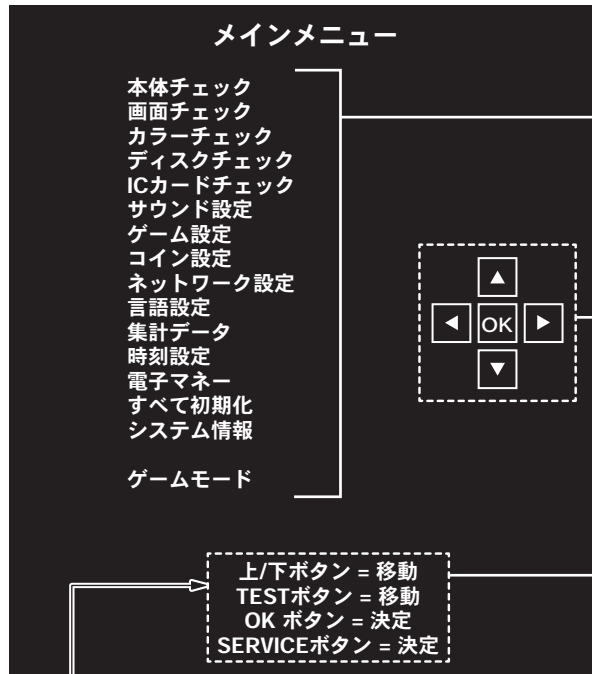 メインメニュー
本体チェック
画面チェック
カラーチェック
ディスクチェック
ICカードチェック
サウンド設定
ゲーム設定
コイン設定
ネットワーク設定
言語設定
集計データ
時刻設定
電子マネー
すべて初期化
システム情報
ゲームモード
OK
上/下ボタン = 移動
TESTボタン = 移動
OK ボタン = 決定
SERVICEボタン = 決定